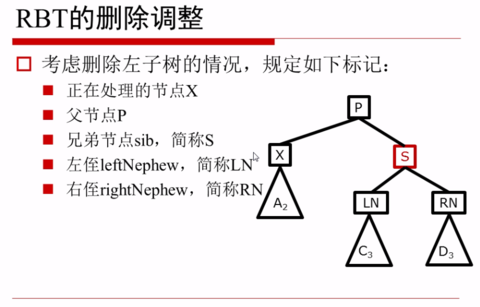 RBT的删除调整
考虑删除左子树的情况，规定如下标记：
正在处理的节点X
父节点P
兄弟节点sib，简称S
左侄leftNephew，简称LN
右侄rightNephew，简称RN
P
X
S
A2
LN
RN
C3
D3